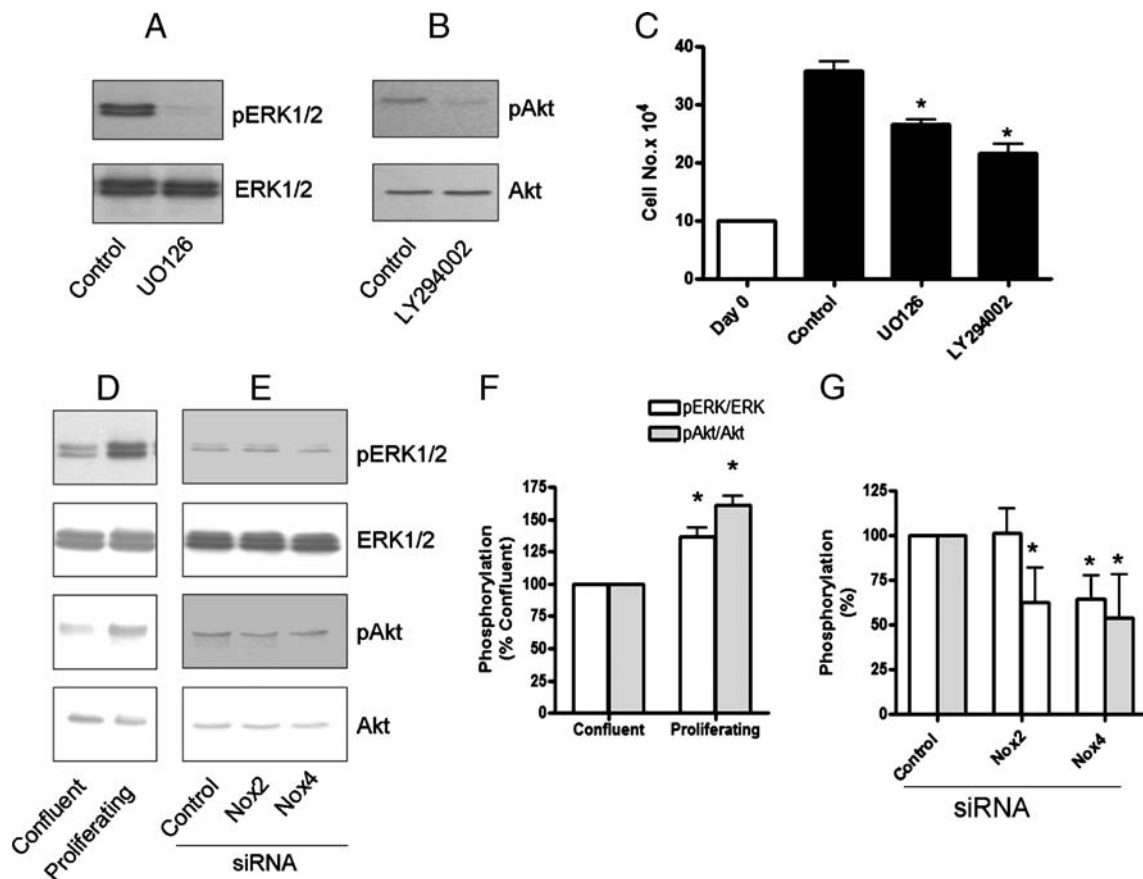 A
pERK1/2
ERK1/2
Control
UO126
B
pAkt
Akt
Control
LY294002
C
Cell No.x 10⁴
40
30
20
10
0
*
*
Day 0
Control
UO126
LY294002
D
E
pERK1/2
ERK1/2
pAkt
Akt
Confluent
Proliferating
Control
Nox2
Nox4
siRNA
F
pERK/ERK
pAkt/Akt
Phosphorylation
(% Confluent)
175
150
125
100
75
50
25
0
*
*
Confluent
Proliferating
G
Phosphorylation
(%)
125
100
75
50
25
0
*
*
*
Control
Nox2
Nox4
siRNA